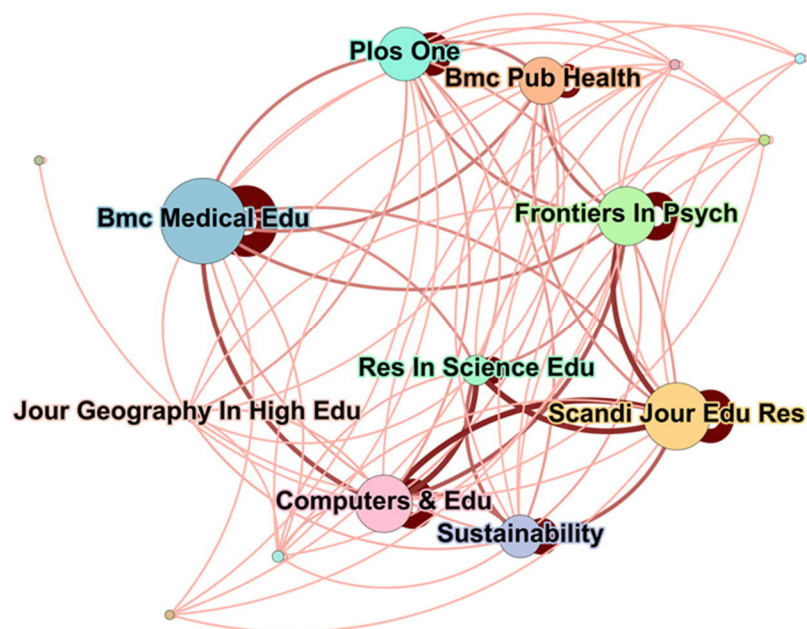 Plos One
Bmc Pub Health
Bmc Medical Edu
Frontiers In Psych
Res In Science Edu
Jour Geography In High Edu
Scandi Jour Edu Res
Computers & Edu
Sustainability